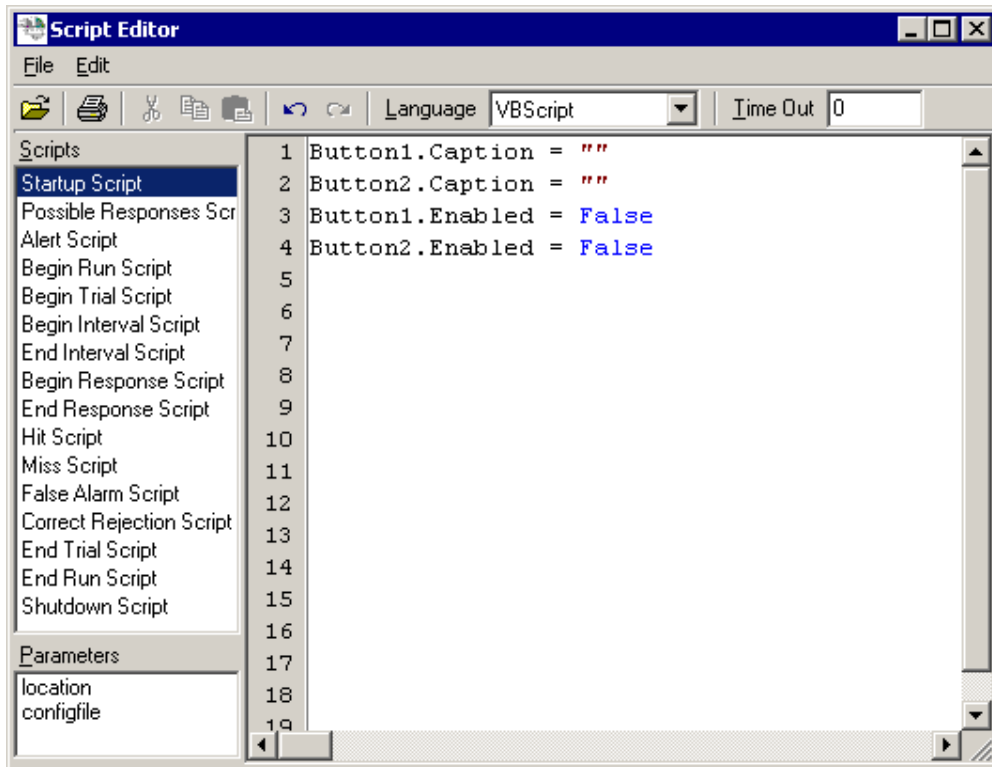 Script Editor
File Edit
Language VBScript Time Out 0
Scripts
Startup Script
Possible Responses Scr
Alert Script
Begin Run Script
Begin Trial Script
Begin Interval Script
End Interval Script
Begin Response Script
End Response Script
Hit Script
Miss Script
False Alarm Script
Correct Rejection Script
End Trial Script
End Run Script
Shutdown Script
Parameters
location
configfile
1 Button1.Caption = ""
2 Button2.Caption = ""
3 Button1.Enabled = False
4 Button2.Enabled = False
5
6
7
8
9
10
11
12
13
14
15
16
17
18
19